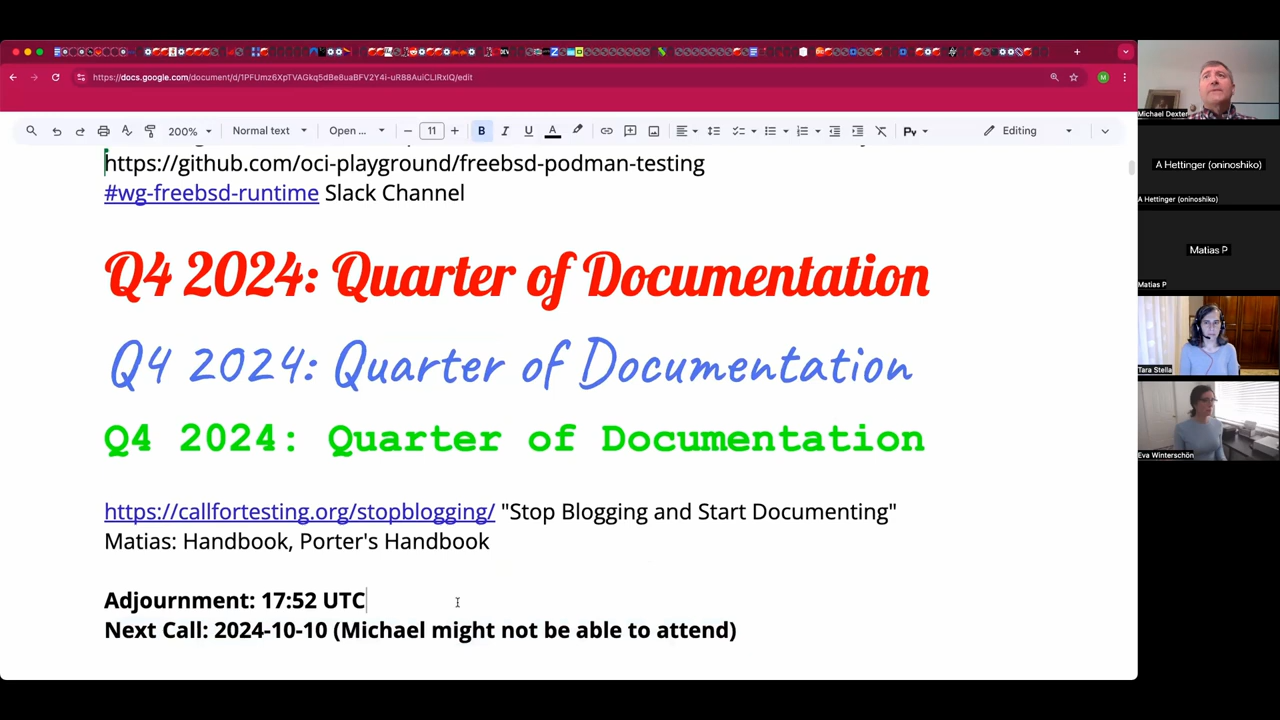 https://docs.google.com/document/d/1PFUmz6XpTVAGkq5dBe8uaBFV2Y4i-uR88AuiCLIRxIQ/edit
200%
Normal text
Open ...
11
B
I
U
A
Editing
M
https://github.com/oci-playground/freebsd-podman-testing
#wg-freebsd-runtime Slack Channel
Q4 2024: Quarter of Documentation
Q4 2024: Quarter of Documentation
Q4 2024: Quarter of Documentation
https://callfortesting.org/stopblogging/ "Stop Blogging and Start Documenting"
Matias: Handbook, Porter's Handbook
Adjournment: 17:52 UTC
Next Call: 2024-10-10 (Michael might not be able to attend)
Michael Dexter
A Hettinger (oninoshiko)
A Hettinger (oninoshiko)
Matias P
Matias P
Tara Stella
Eva Winterschön